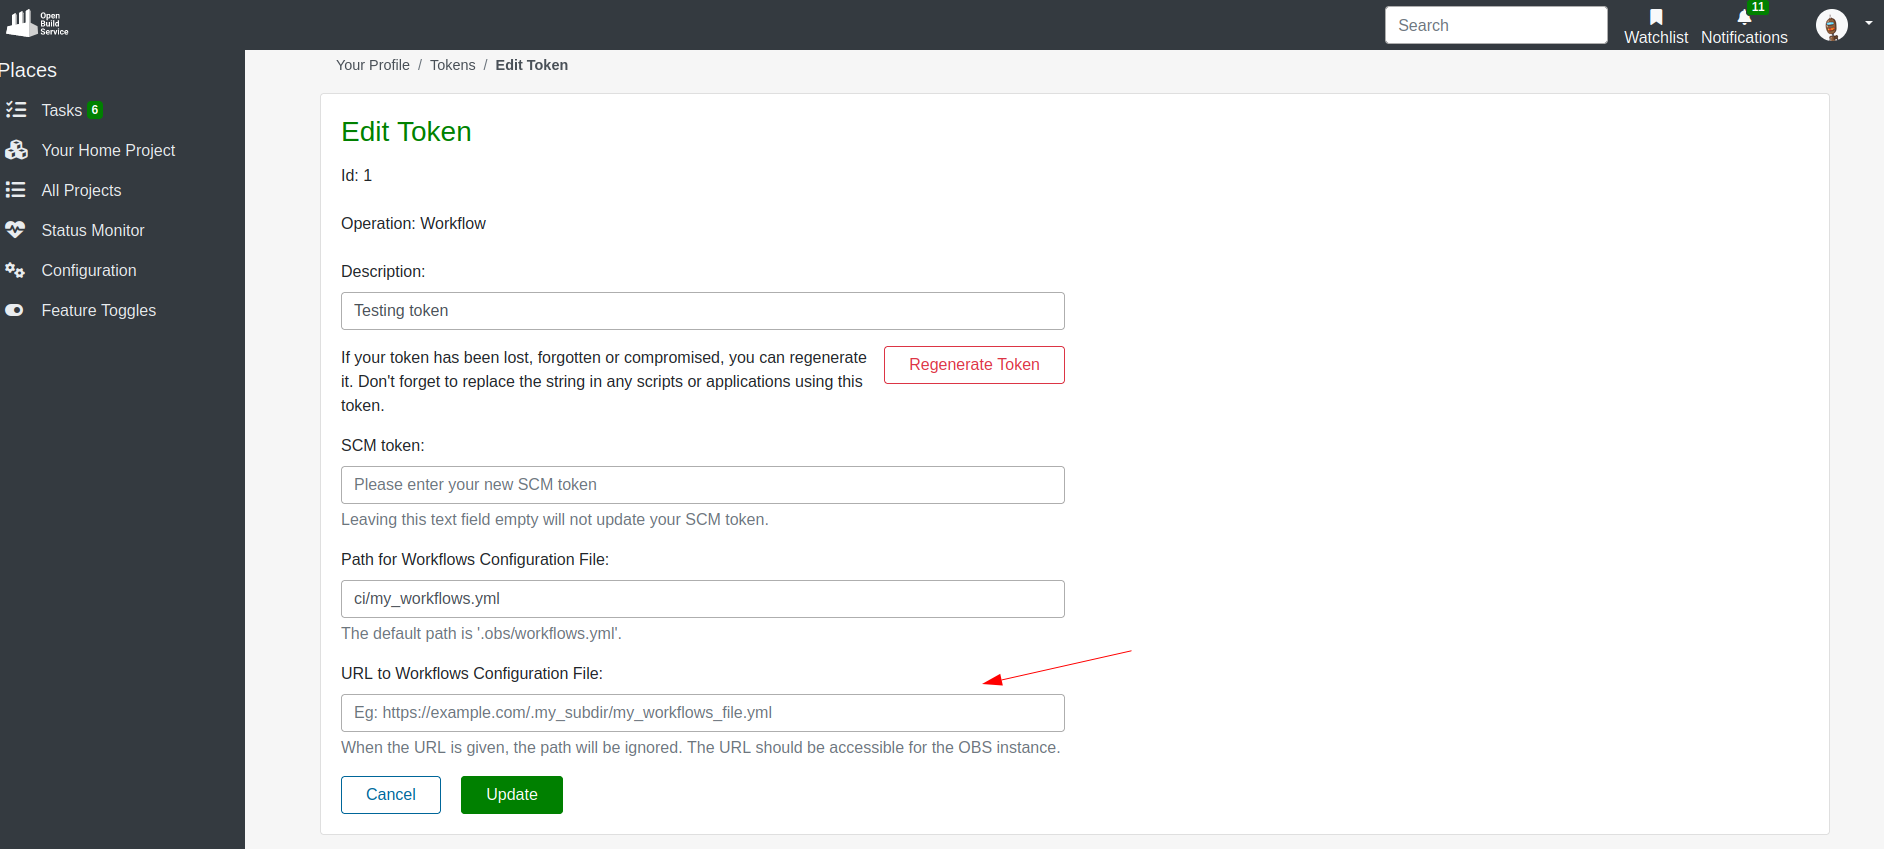 Open
Build
Service
Search
Watchlist
11
Notifications
Places
Tasks 6
Your Home Project
All Projects
Status Monitor
Configuration
Feature Toggles
Your Profile / Tokens / Edit Token
Edit Token
Id: 1
Operation: Workflow
Description:
Testing token
If your token has been lost, forgotten or compromised, you can regenerate
it. Don't forget to replace the string in any scripts or applications using this
token.
Regenerate Token
SCM token:
Please enter your new SCM token
Leaving this text field empty will not update your SCM token.
Path for Workflows Configuration File:
ci/my_workflows.yml
The default path is '.obs/workflows.yml'.
URL to Workflows Configuration File:
Eg: https://example.com/.my_subdir/my_workflows_file.yml
When the URL is given, the path will be ignored. The URL should be accessible for the OBS instance.
Cancel
Update